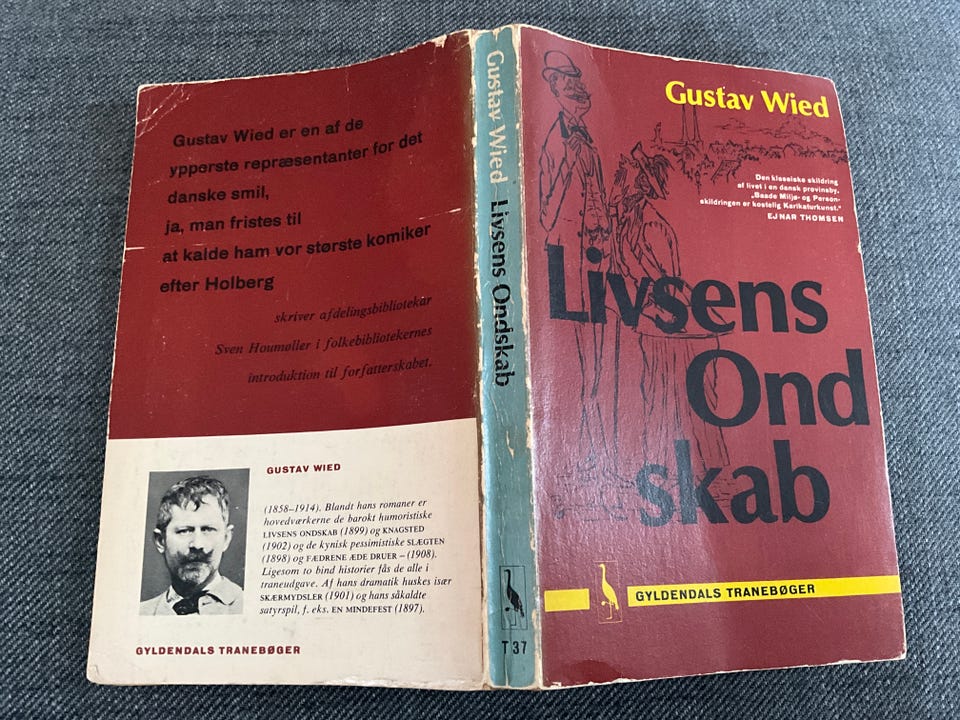 Gustav Wied er en af de
ypperste repræsentanter for det
danske smil,
ja, man fristes til
at kalde ham vor største komiker
efter Holberg
skriver afdelingsbibliotekar
Sven Houmøller i folkebibliotekernes
introduktion til forfatterskabet.
GUSTAV WIED
(1858–1914). Blandt hans romaner er
hovedværkerne de barokt humoristiske
LIVSENS ONDSKAB (1899) og KNAGSTED
(1902) og de kynisk pessimistiske SLÆGTEN
(1898) og FÆDRENE ÆDE DRUER – (1908).
Ligesom to bind historier fås de alle i
traneudgave. Af hans dramatik huskes især
SKÆRMYDSLER (1901) og hans såkaldte
satyrspil, f. eks. EN MINDEFEST (1897).
GYLDENDALS TRANEBØGER
Gustav Wied Livsens Ondskab
T 37
Gustav Wied
Den klassiske skildring
af livet i en dansk provinsby.
„Baade Miljø- og Person-
skildringen er kostelig Karikaturkunst.“
EJNAR THOMSEN
Livsens
Ond
skab
GYLDENDALS TRANEBØGER